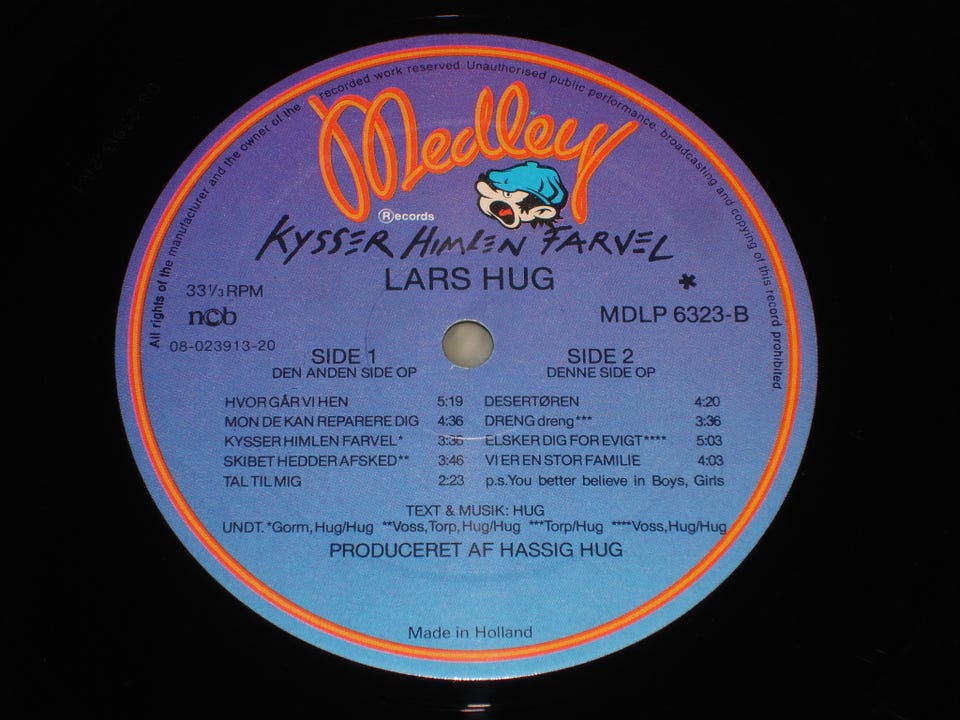 All rights of the manufacturer and the owner of the recorded work reserved. Unauthorised public performance, broadcasting and copying of this record prohibited.
Medley
Records
KYSSER HIMLEN FARVEL
LARS HUG
*
33 1/3 RPM
ncb
08-023913-20
MDLP 6323-B
SIDE 1
DEN ANDEN SIDE OP
HVOR GÅR VI HEN 5:19
MON DE KAN REPARERE DIG 4:36
KYSSER HIMLEN FARVEL* 3:36
SKIBET HEDDER AFSKED** 3:46
TAL TIL MIG 2:23
SIDE 2
DENNE SIDE OP
DESERTØREN 4:20
DRENG dreng*** 3:36
ELSKER DIG FOR EVIGT**** 5:03
VI ER EN STOR FAMILIE 4:03
p.s.You better believe in Boys, Girls
TEXT & MUSIK: HUG
UNDT. *Gorm, Hug/Hug **Voss,Torp, Hug/Hug ***Torp/Hug ****Voss,Hug/Hug
PRODUCERET AF HASSIG HUG
Made in Holland